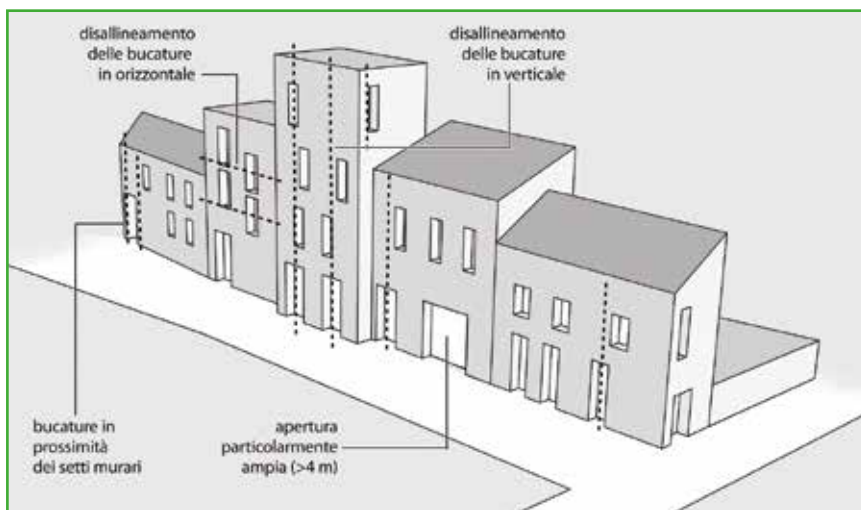 disallineamento
delle bucature
in orizzontale
disallineamento
delle bucature
in verticale
bucature in
prossimità
dei setti murari
apertura
particolarmente
ampia (>4 m)